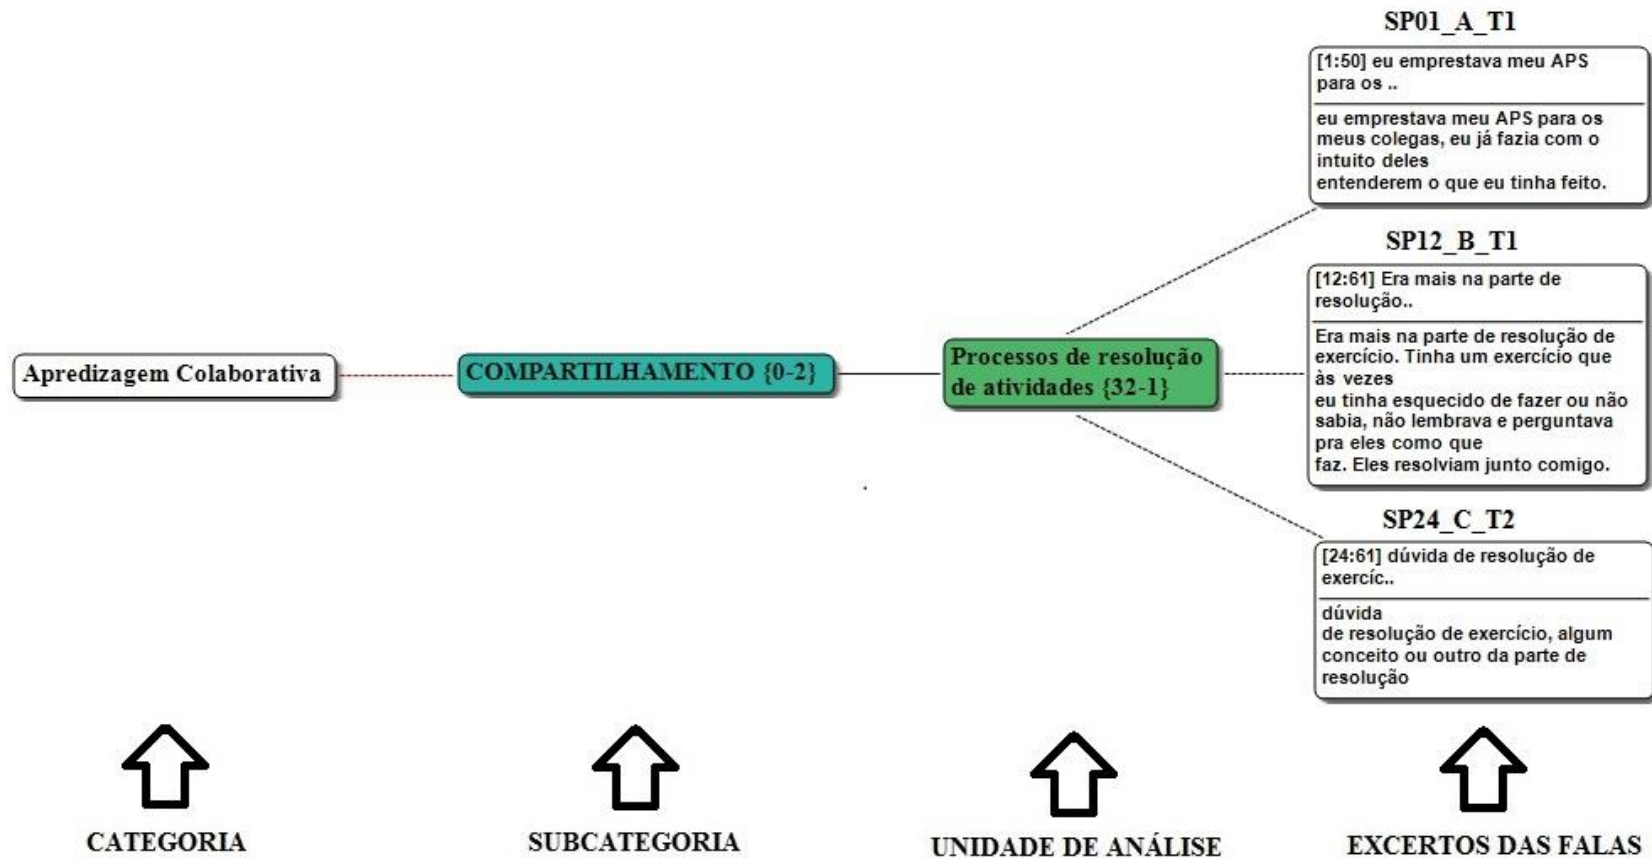 SP01_A_T1
[1:50] eu emprestava meu APS
para os ..
eu emprestava meu APS para os
meus colegas, eu já fazia com o
intuito deles
entenderem o que eu tinha feito.
SP12_B_T1
[12:61] Era mais na parte de
resolução..
Era mais na parte de resolução de
exercício. Tinha um exercício que
às vezes
eu tinha esquecido de fazer ou não
sabia, não lembrava e perguntava
pra eles como que
faz. Eles resolviam junto comigo.
Apredizagem Colaborativa
COMPARTILHAMENTO {0-2}
Processos de resolução
de atividades {32-1}
SP24_C_T2
[24:61] dúvida de resolução de
exercíc..
dúvida
de resolução de exercício, algum
conceito ou outro da parte de
resolução
CATEGORIA
SUBCATEGORIA
UNIDADE DE ANÁLISE
EXCERTOS DAS FALAS